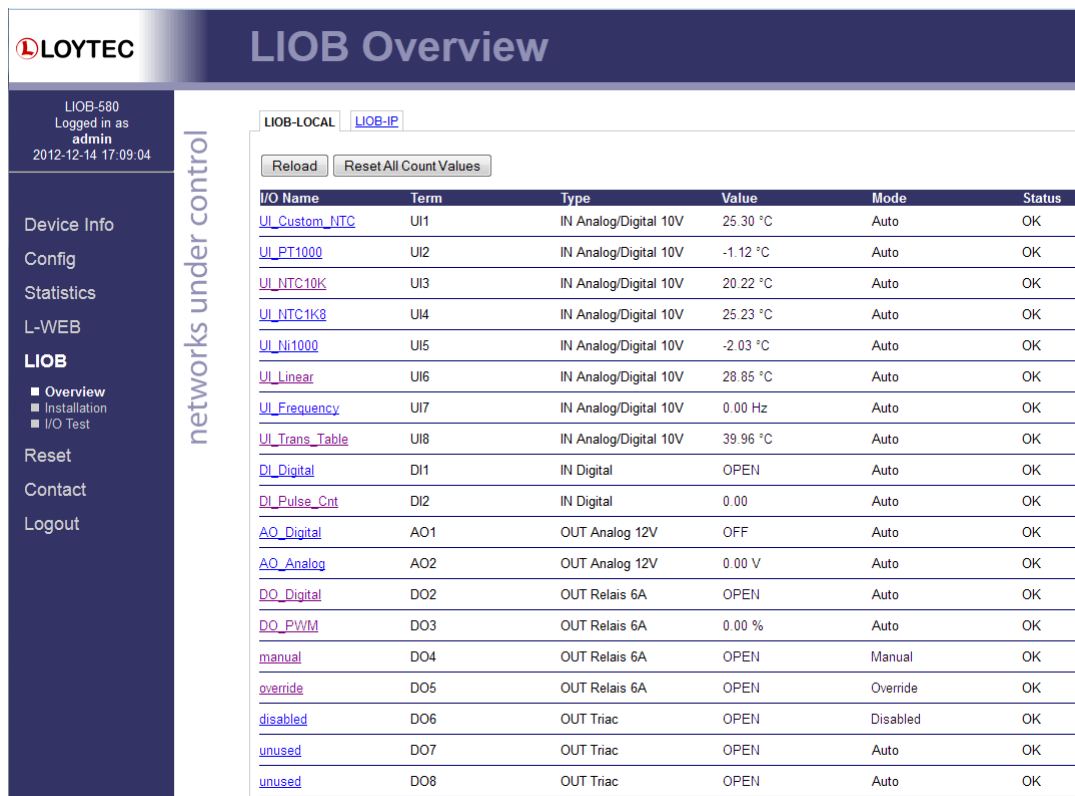 LOYTEC
LIOB Overview
LIOB-580
Logged in as
admin
2012-12-14 17:09:04
Device Info
Config
Statistics
L-WEB
LIOB
Overview
Installation
I/O Test
Reset
Contact
Logout
networks under control
LIOB-LOCAL LIOB-IP
Reload Reset All Count Values
I/O Name Term Type Value Mode Status
UI_Custom_NTC UI1 IN Analog/Digital 10V 25.30 °C Auto OK
UI_PT1000 UI2 IN Analog/Digital 10V -1.12 °C Auto OK
UI_NTC10K UI3 IN Analog/Digital 10V 20.22 °C Auto OK
UI_NTC1K8 UI4 IN Analog/Digital 10V 25.23 °C Auto OK
UI_Ni1000 UI5 IN Analog/Digital 10V -2.03 °C Auto OK
UI_Linear UI6 IN Analog/Digital 10V 28.85 °C Auto OK
UI_Frequency UI7 IN Analog/Digital 10V 0.00 Hz Auto OK
UI_Trans_Table UI8 IN Analog/Digital 10V 39.96 °C Auto OK
DI_Digital DI1 IN Digital OPEN Auto OK
DI_Pulse_Cnt DI2 IN Digital 0.00 Auto OK
AO_Digital AO1 OUT Analog 12V OFF Auto OK
AO_Analog AO2 OUT Analog 12V 0.00 V Auto OK
DO_Digital DO2 OUT Relais 6A OPEN Auto OK
DO_PWM DO3 OUT Relais 6A 0.00 % Auto OK
manual DO4 OUT Relais 6A OPEN Manual OK
override DO5 OUT Relais 6A OPEN Override OK
disabled DO6 OUT Triac OPEN Disabled OK
unused DO7 OUT Triac OPEN Auto OK
unused DO8 OUT Triac OPEN Auto OK